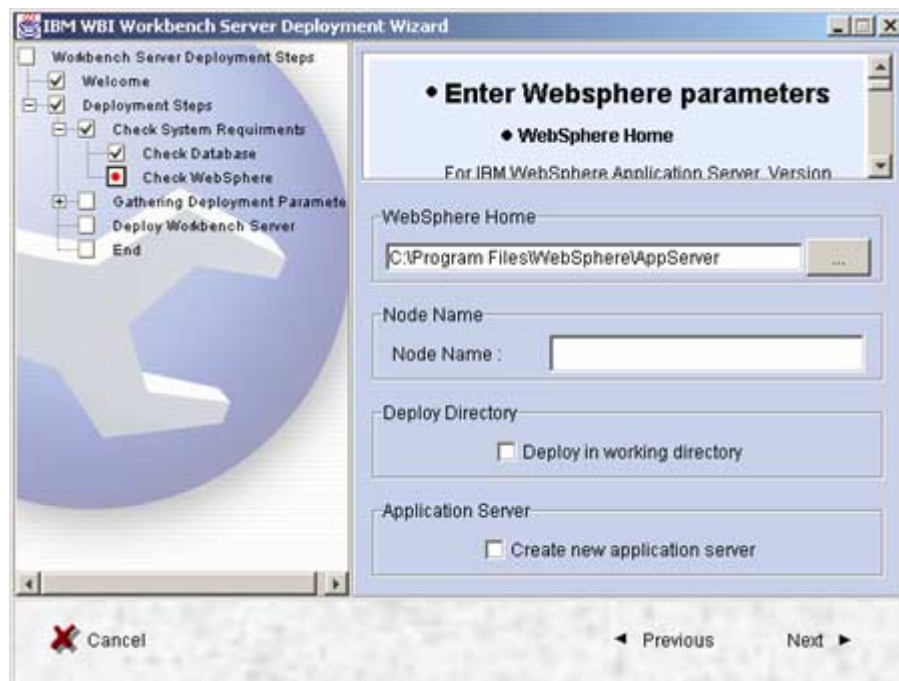 IBM WBI Workbench Server Deployment Wizard
Workbench Server Deployment Steps
Welcome
Deployment Steps
Check System Requirments
Check Database
Check WebSphere
Gathering Deployment Paramete
Deploy Workbench Server
End
• Enter Websphere parameters
• WebSphere Home
For IBM WebSphere Application Server, Version
WebSphere Home
C:\Program Files\WebSphere\AppServer
...
Node Name
Node Name :
Deploy Directory
Deploy in working directory
Application Server
Create new application server
Cancel
Previous
Next